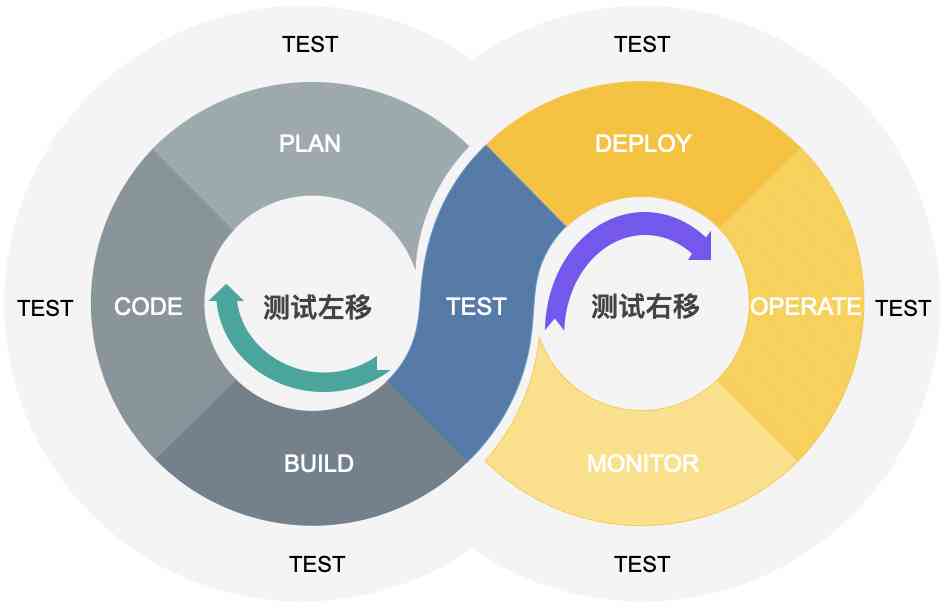 TEST
TEST
PLAN
DEPLOY
TEST
CODE
测试左移
TEST
测试右移
OPERATE
TEST
BUILD
MONITOR
TEST
TEST